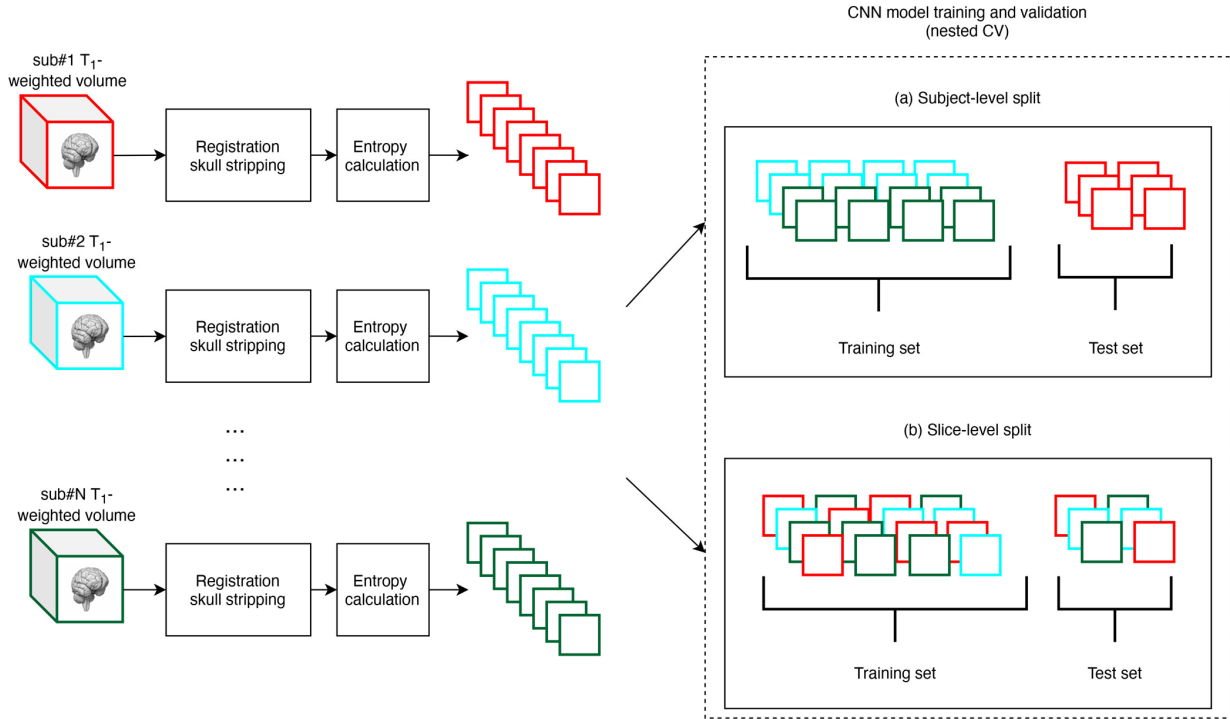 CNN model training and validation
(nested CV)
sub#1 T1-
weighted volume
Registration
skull stripping
Entropy
calculation
sub#2 T1-
weighted volume
Registration
skull stripping
Entropy
calculation
...
...
...
sub#N T1-
weighted volume
Registration
skull stripping
Entropy
calculation
(a) Subject-level split
Training set
Test set
(b) Slice-level split
Training set
Test set